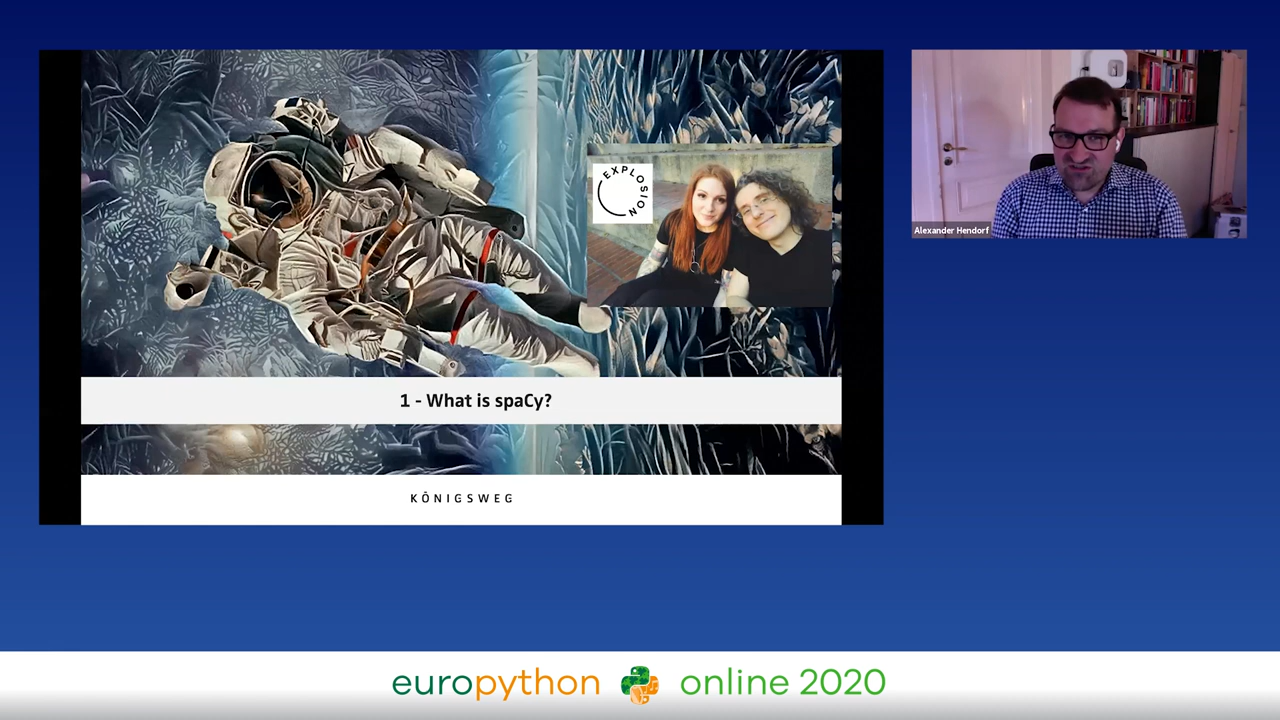 EXPLOSION
Alexander Hendorf
1 - What is spaCy?
KÖNIGSWEG
europython online 2020